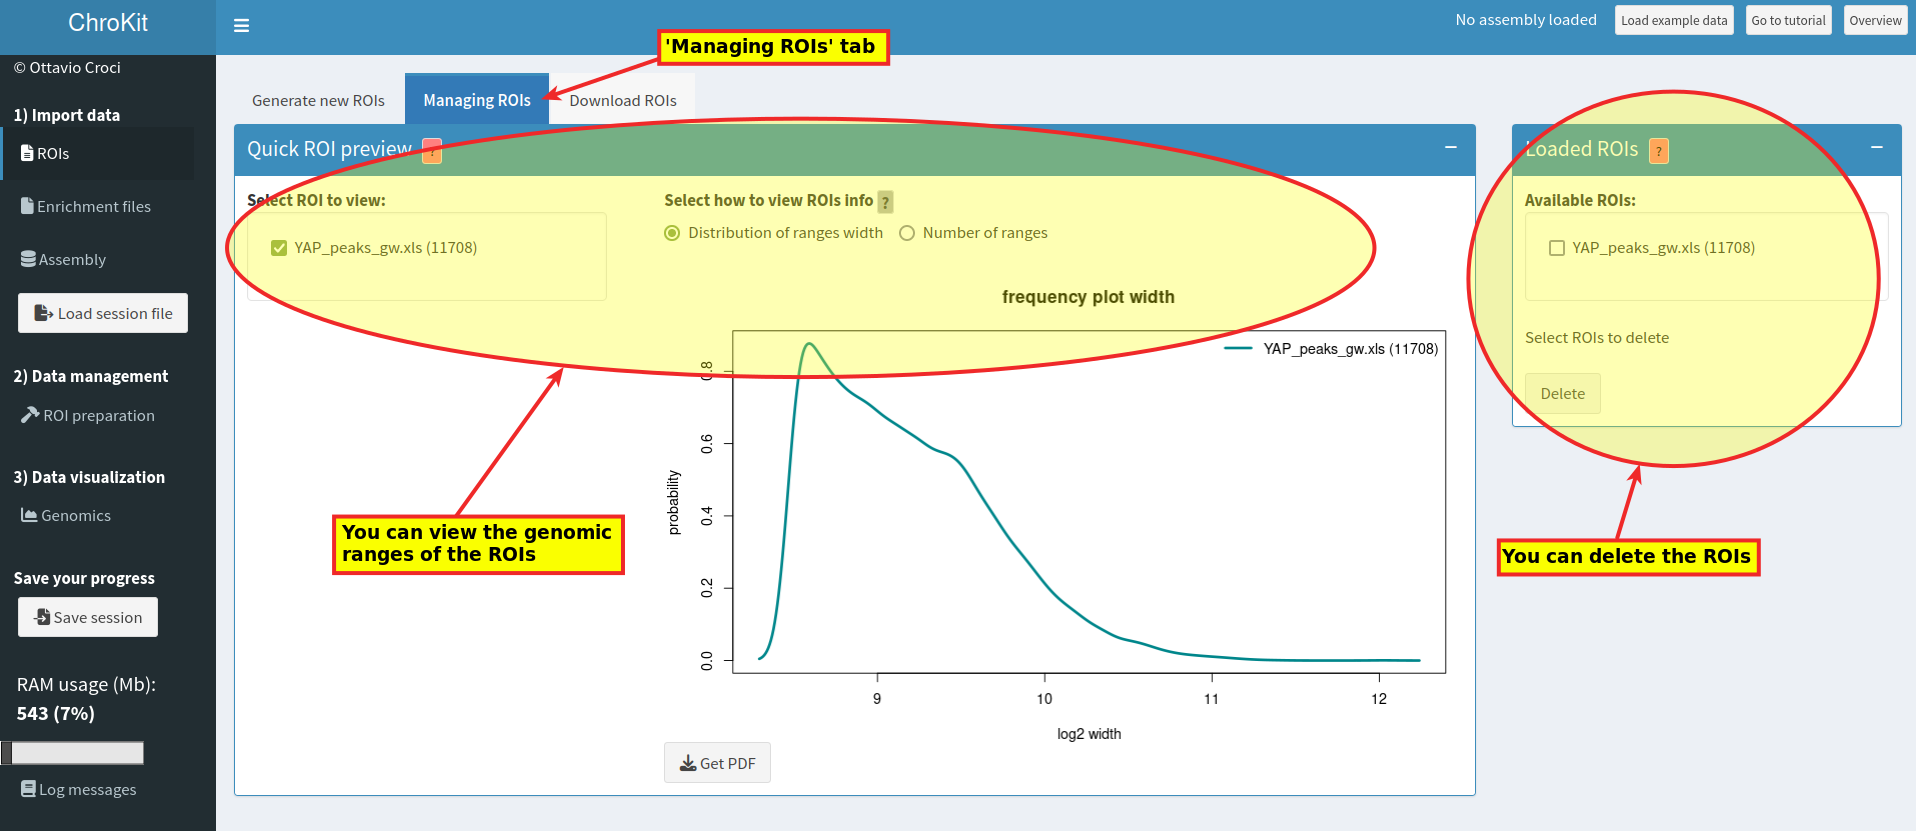 ChroKit
No assembly loaded
Load example data
Go to tutorial
Overview
© Ottavio Croci
1) Import data
ROIs
Enrichment files
Assembly
Load session file
2) Data management
ROI preparation
3) Data visualization
Genomics
Save your progress
Save session
RAM usage (Mb):
543 (7%)
Log messages
'Managing ROIs' tab
Generate new ROIs
Managing ROIs
Download ROIs
Quick ROI preview ?
Select ROI to view:
YAP_peaks_gw.xls (11708)
Select how to view ROIs info ?
Distribution of ranges width
Number of ranges
frequency plot width
YAP_peaks_gw.xls (11708)
probability
0.8
0.6
0.4
0.2
0.0
9 10 11 12
log2 width
Get PDF
You can view the genomic
ranges of the ROIs
Loaded ROIs ?
Available ROIs:
YAP_peaks_gw.xls (11708)
Select ROIs to delete
Delete
You can delete the ROIs